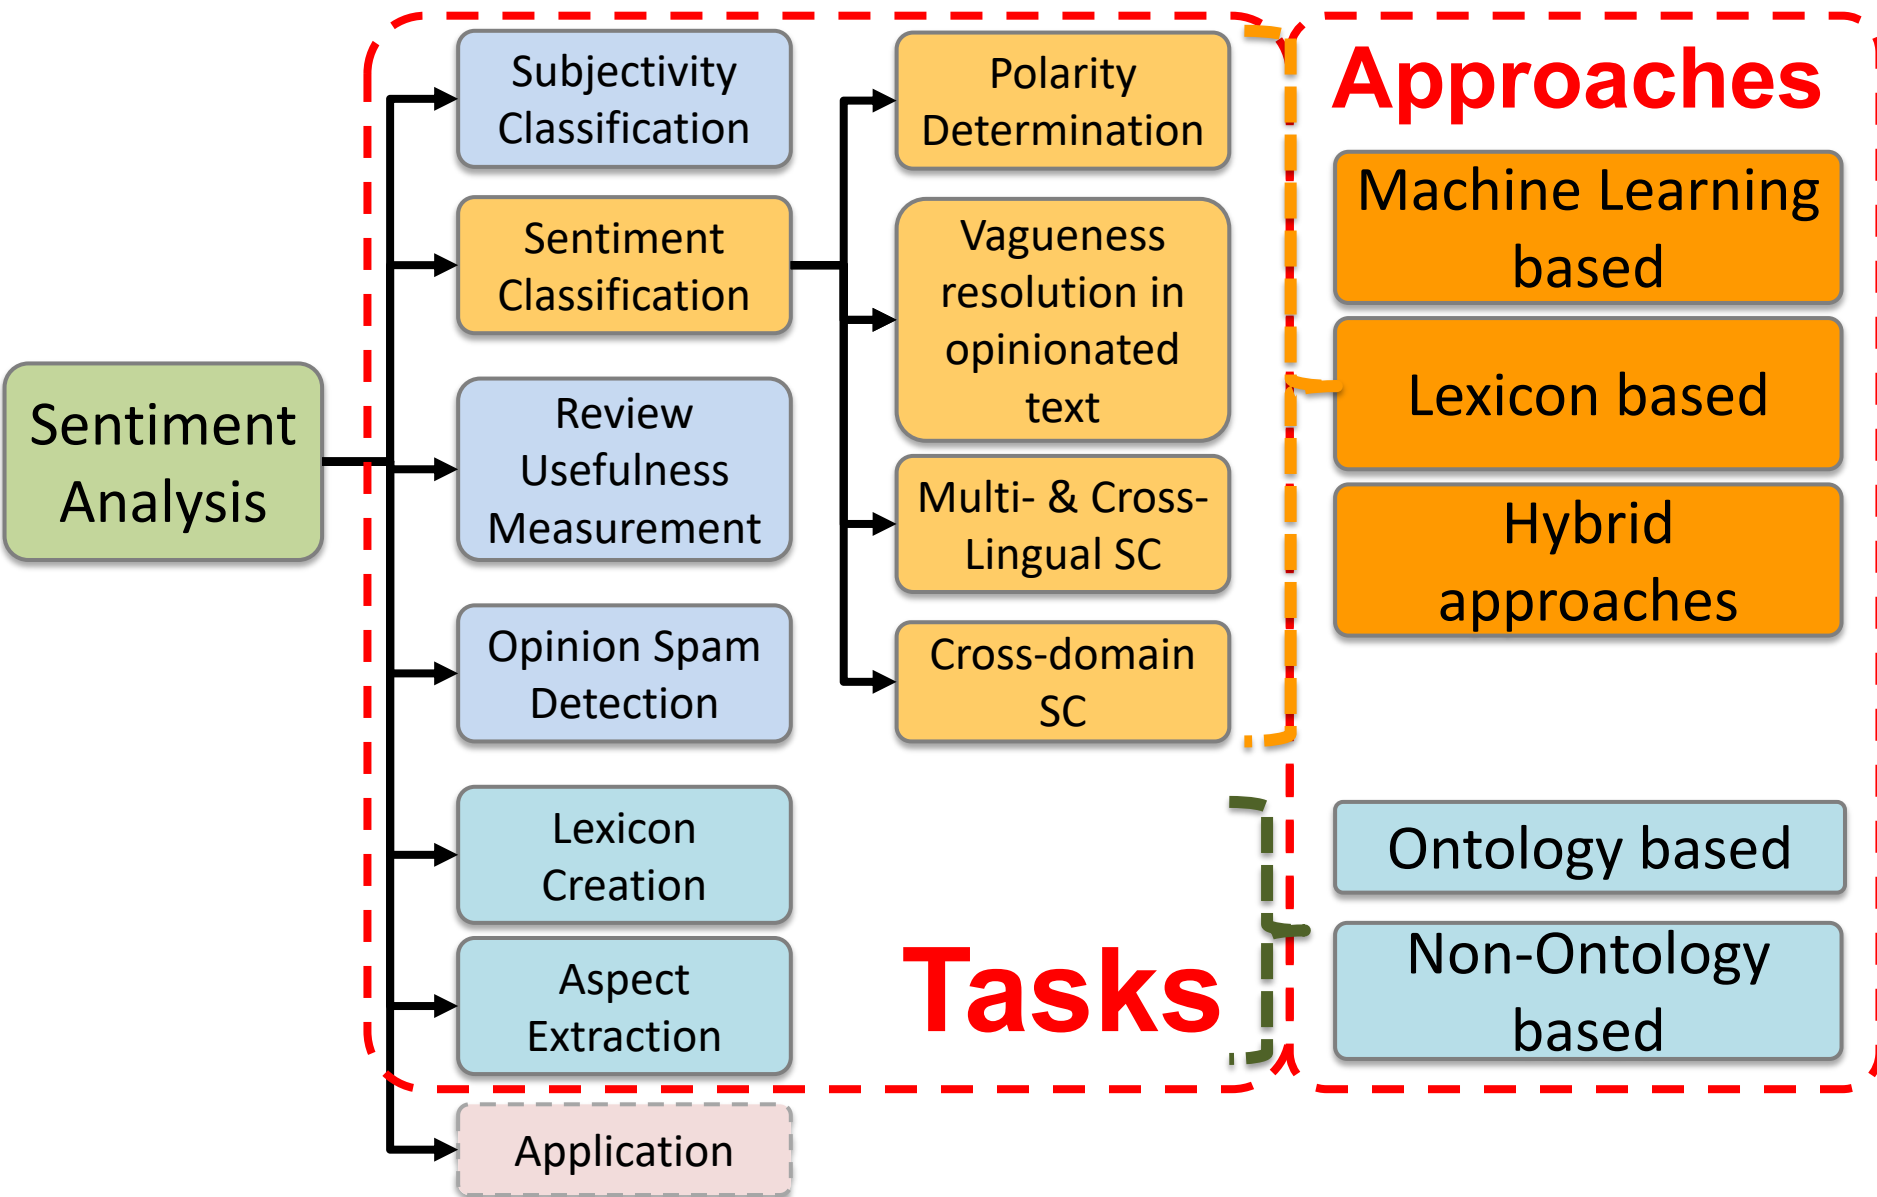 Sentiment
Analysis
Subjectivity
Classification
Sentiment
Classification
Review
Usefulness
Measurement
Opinion Spam
Detection
Lexicon
Creation
Aspect
Extraction
Application
Polarity
Determination
Vagueness
resolution in
opinionated
text
Multi- & Cross-
Lingual SC
Cross-domain
SC
Tasks
Approaches
Machine Learning
based
Lexicon based
Hybrid
approaches
Ontology based
Non-Ontology
based